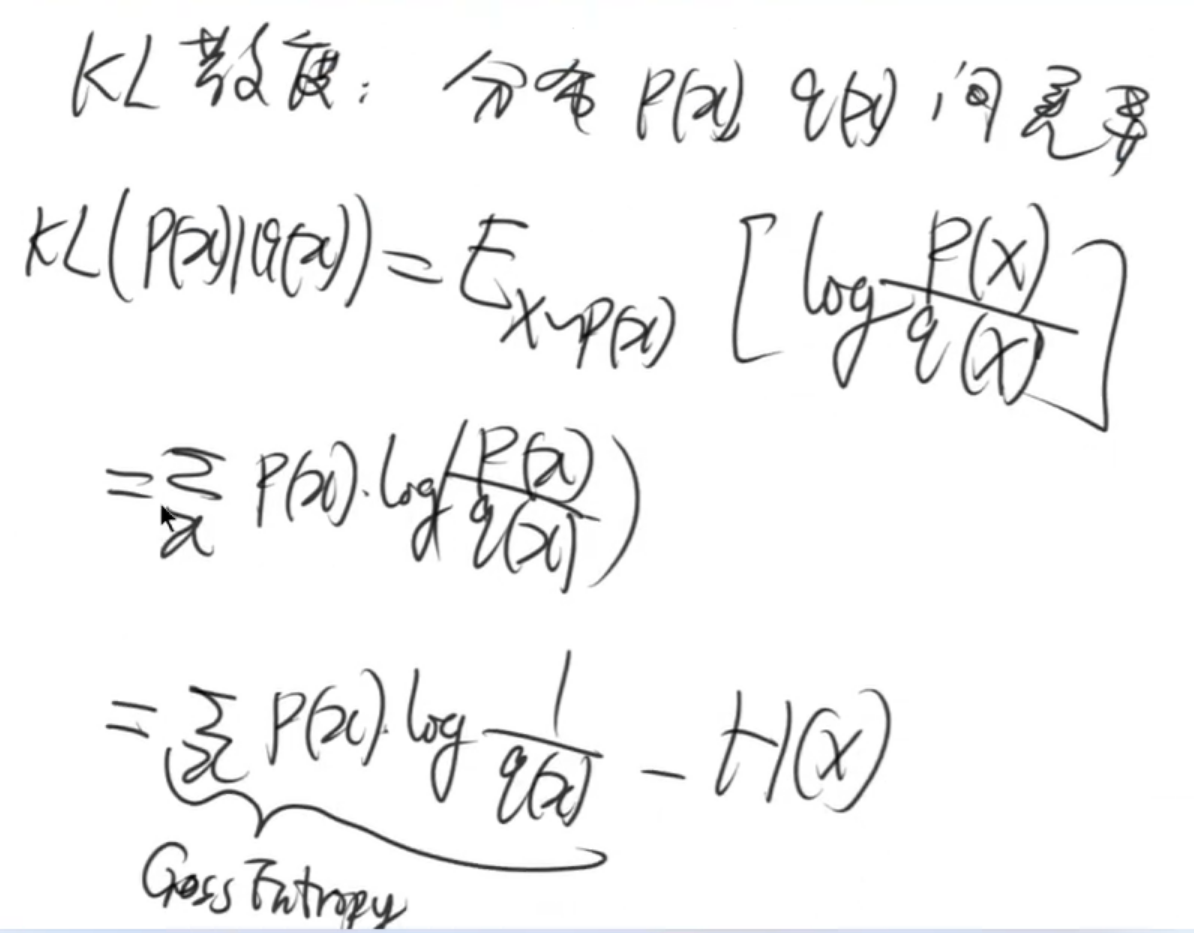 KL散度: 分布 P(x) q(x) 间差异
KL(P(x)||q(x)) = E_{X~P(x)} [log P(X)/q(X)]
= Σ_x P(x)·log(P(x)/q(x))
= Σ_x P(x)·log 1/q(x) - H(X)
Cross Entropy